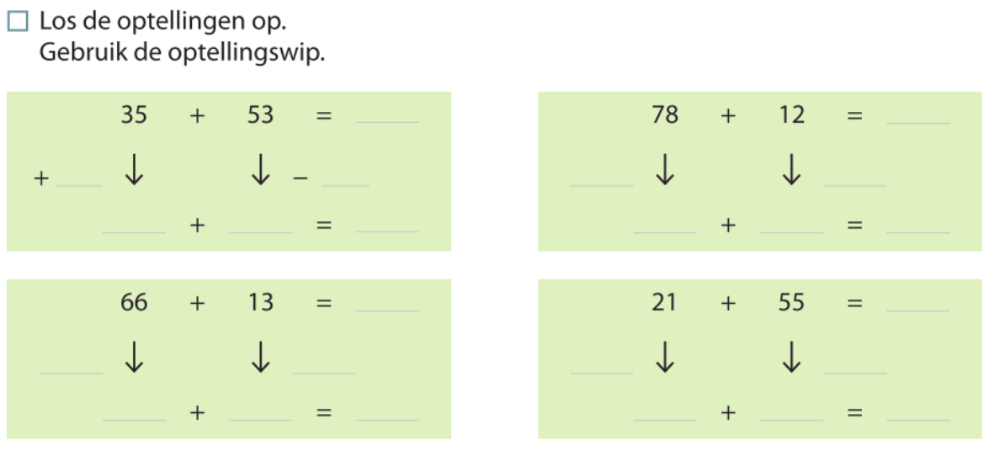 Los de optellingen op.
Gebruik de optellingswip.
35 + 53 = ____
+ ____ ↓ ↓ – ____
____ + ____ = ____
78 + 12 = ____
____ ↓ ↓ ____
____ + ____ = ____
66 + 13 = ____
____ ↓ ↓ ____
____ + ____ = ____
21 + 55 = ____
____ ↓ ↓ ____
____ + ____ = ____